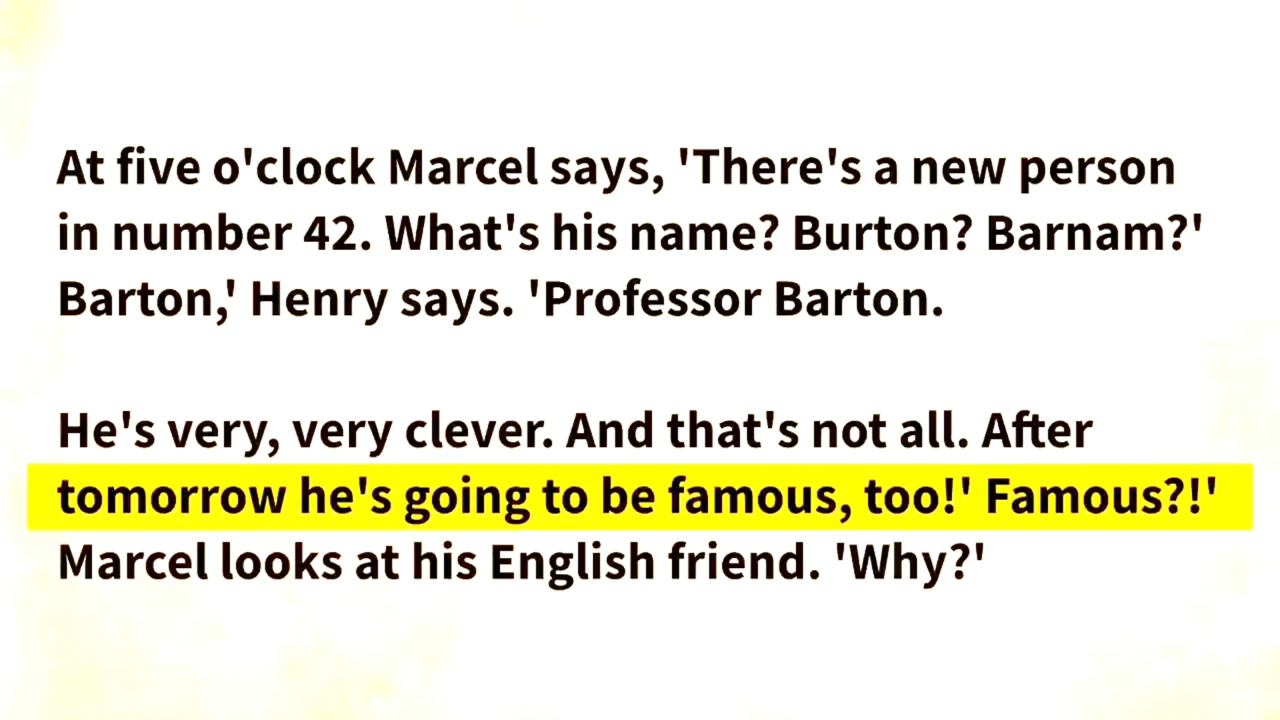 At five o'clock Marcel says, 'There's a new person
in number 42. What's his name? Burton? Barnam?'
Barton,' Henry says. 'Professor Barton.
He's very, very clever. And that's not all. After
tomorrow he's going to be famous, too!' Famous?!'
Marcel looks at his English friend. 'Why?'